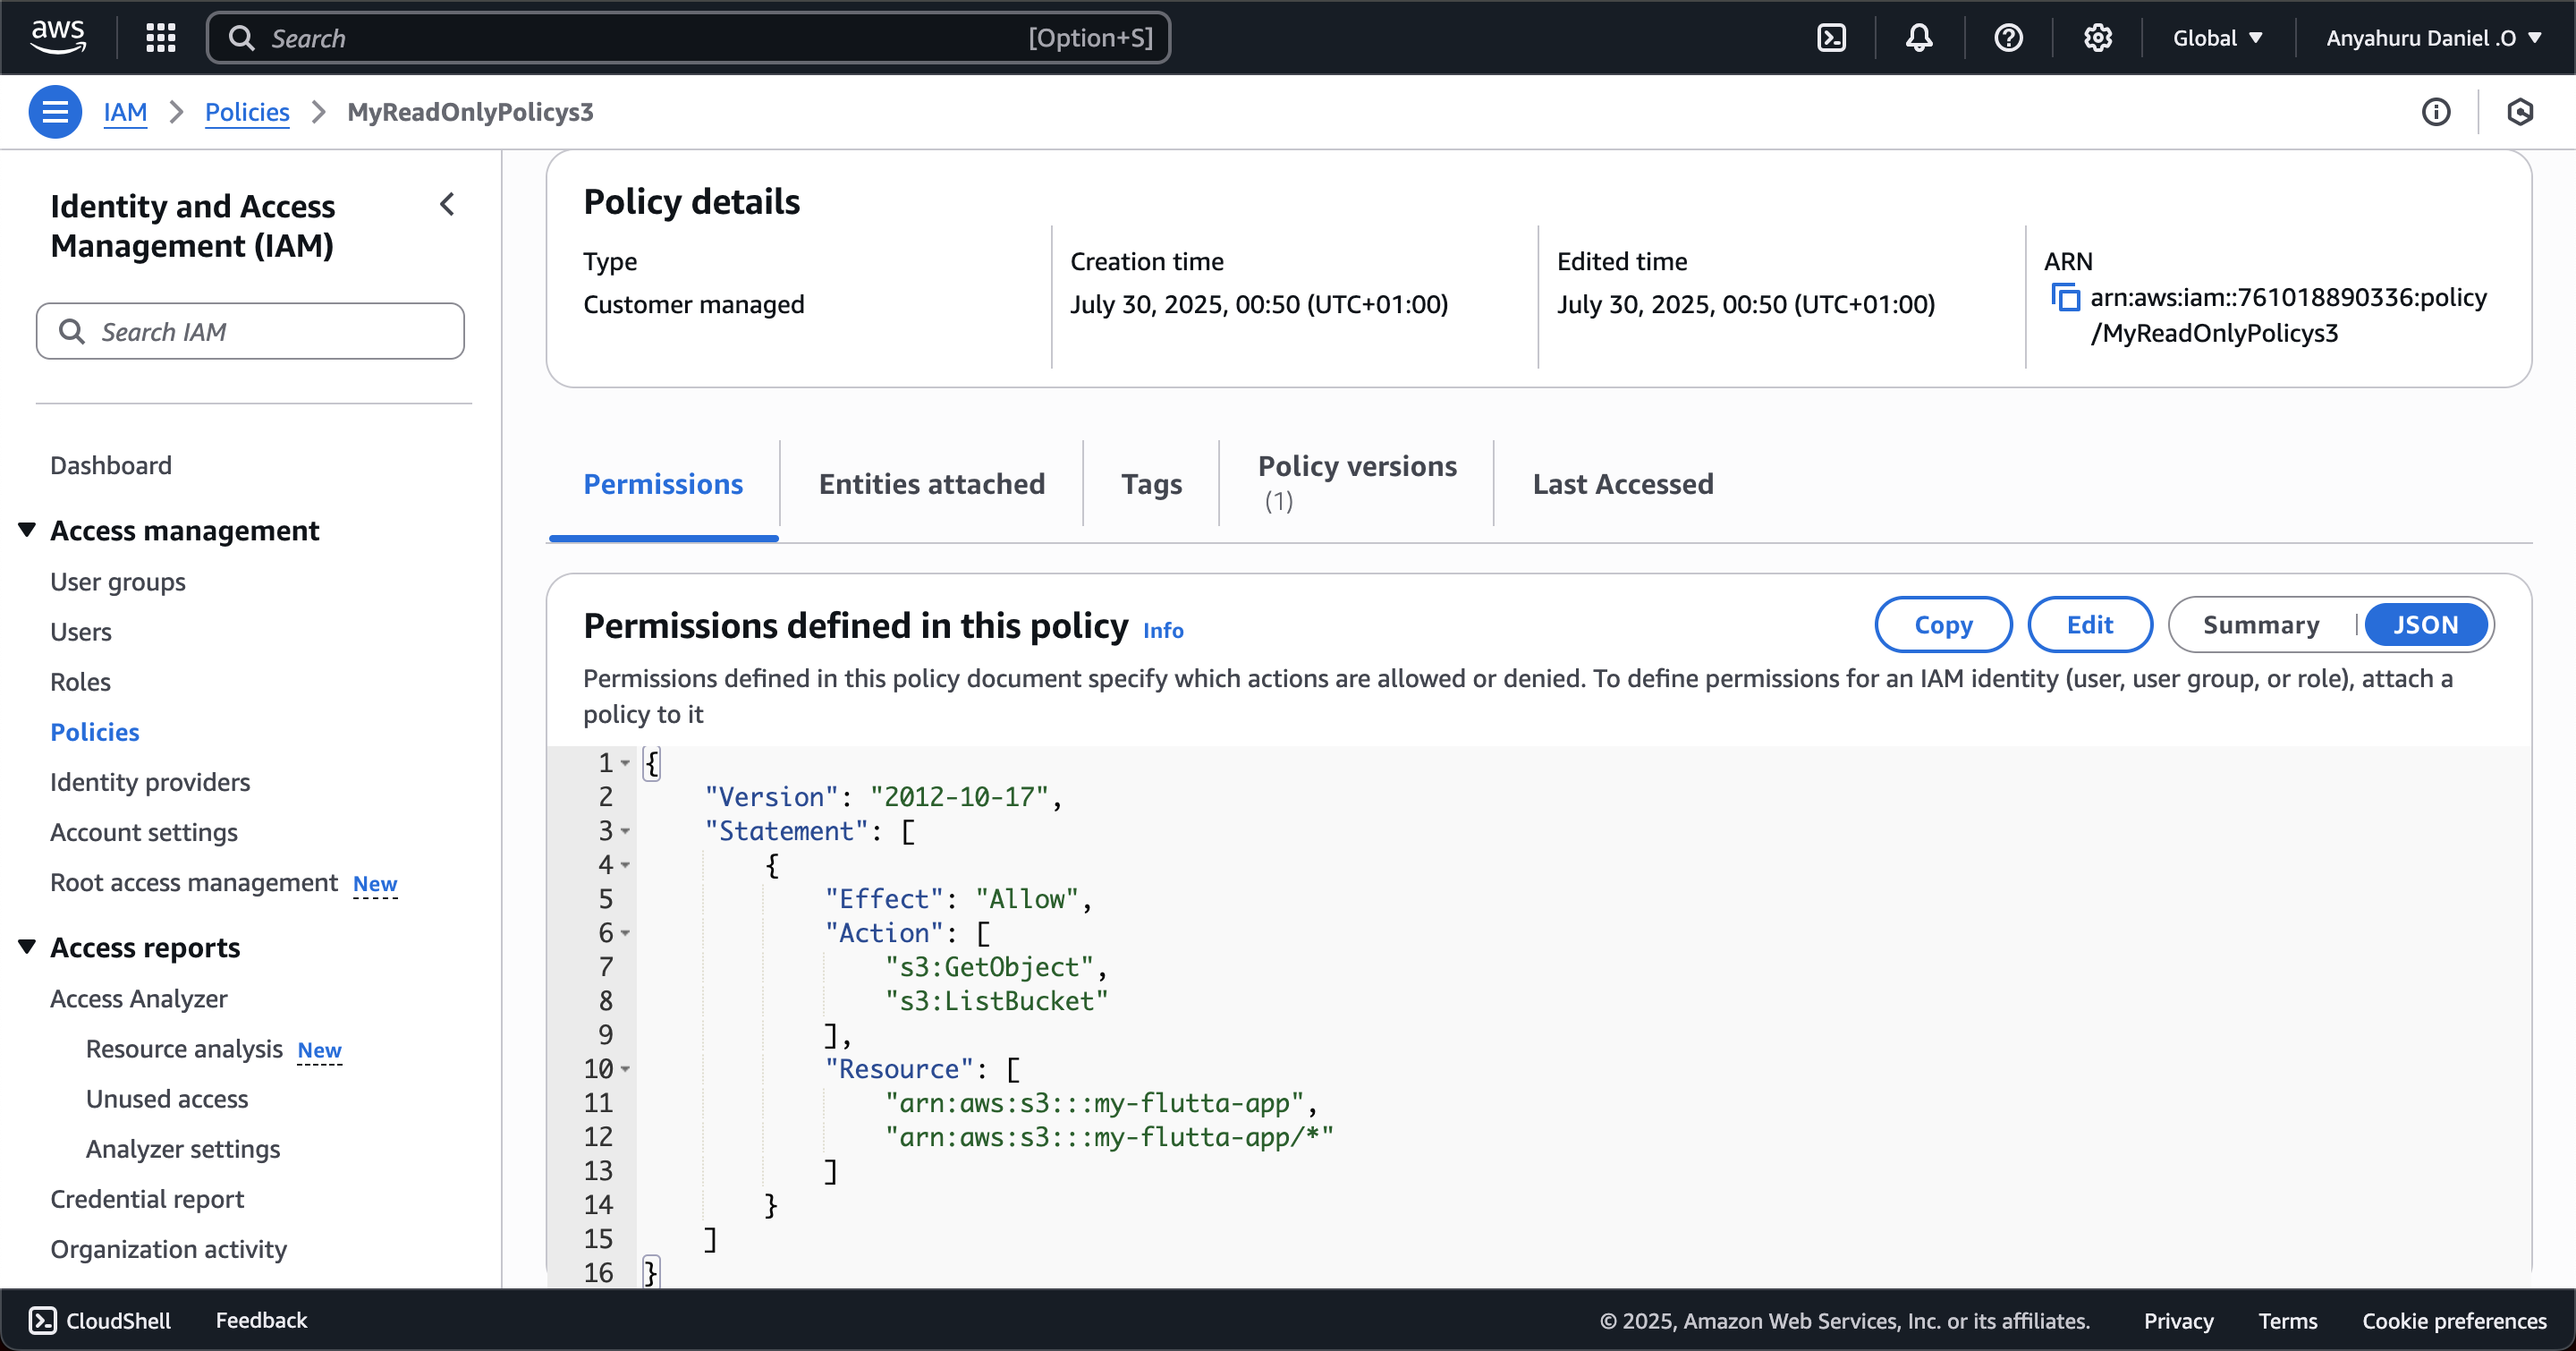 aws
Search
[Option+S]
Global
Anyahuru Daniel .O
IAM
Policies
MyReadOnlyPolicys3
Identity and Access
Management (IAM)
Search IAM
Dashboard
Access management
User groups
Users
Roles
Policies
Identity providers
Account settings
Root access management New
Access reports
Access Analyzer
Resource analysis New
Unused access
Analyzer settings
Credential report
Organization activity
Policy details
Type
Customer managed
Creation time
July 30, 2025, 00:50 (UTC+01:00)
Edited time
July 30, 2025, 00:50 (UTC+01:00)
ARN
arn:aws:iam::761018890336:policy
/MyReadOnlyPolicys3
Permissions
Entities attached
Tags
Policy versions
(1)
Last Accessed
Permissions defined in this policy Info
Copy
Edit
Summary
JSON
Permissions defined in this policy document specify which actions are allowed or denied. To define permissions for an IAM identity (user, user group, or role), attach a
policy to it
1 {
2 "Version": "2012-10-17",
3 "Statement": [
4 {
5 "Effect": "Allow",
6 "Action": [
7 "s3:GetObject",
8 "s3:ListBucket"
9 ],
10 "Resource": [
11 "arn:aws:s3:::my-flutta-app",
12 "arn:aws:s3:::my-flutta-app/*"
13 ]
14 }
15 ]
16 }
CloudShell
Feedback
© 2025, Amazon Web Services, Inc. or its affiliates.
Privacy
Terms
Cookie preferences